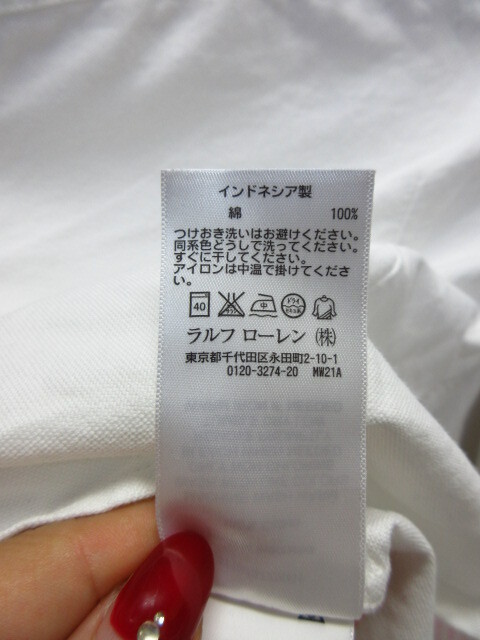 インドネシア製
綿 100%
つけおき洗いはお避けください。
同系色どうしで洗ってください。
すぐに干してください。
アイロンは中温で掛けてくださ
い。
40 中 ドライ
ラルフ ローレン (株)
東京都千代田区永田町2-10-1
0120-3274-20 MW21A